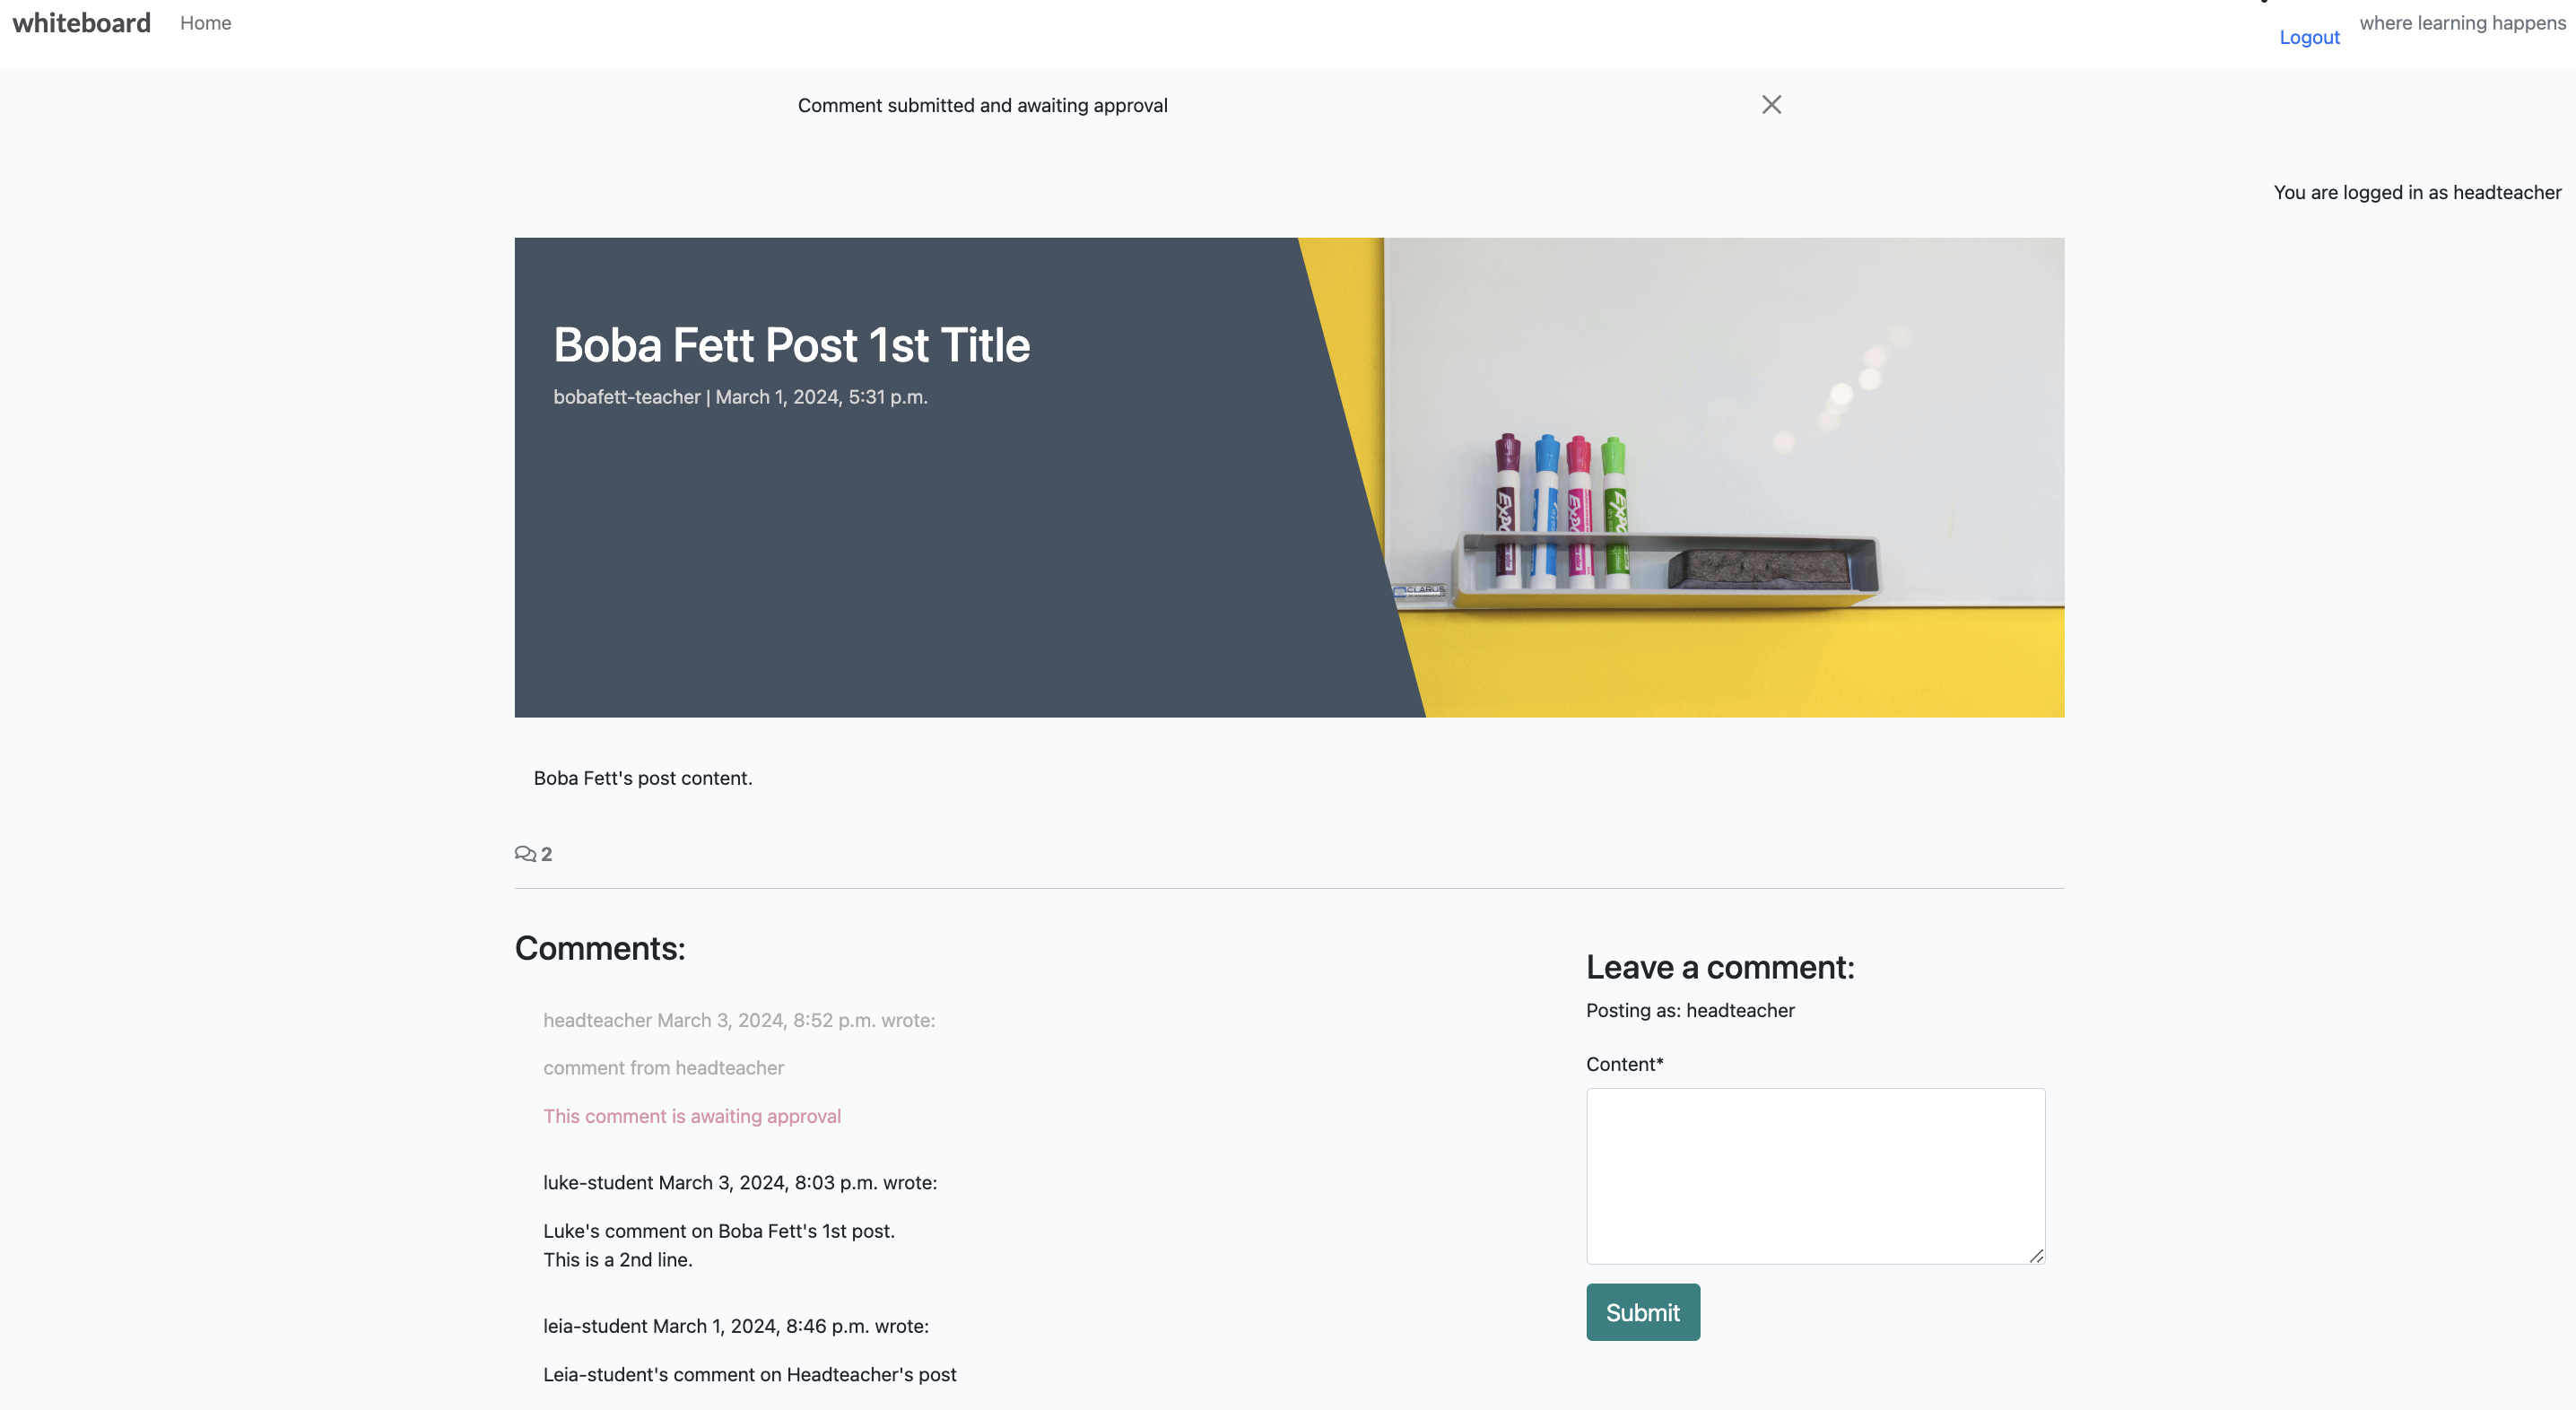 whiteboard Home
Logout where learning happens
Comment submitted and awaiting approval
You are logged in as headteacher
Boba Fett Post 1st Title
bobafett-teacher | March 1, 2024, 5:31 p.m.
EXPO EXPO EXPO
CLARUS
Boba Fett's post content.
2
Comments:
headteacher March 3, 2024, 8:52 p.m. wrote:
comment from headteacher
This comment is awaiting approval
luke-student March 3, 2024, 8:03 p.m. wrote:
Luke's comment on Boba Fett's 1st post.
This is a 2nd line.
leia-student March 1, 2024, 8:46 p.m. wrote:
Leia-student's comment on Headteacher's post
Leave a comment:
Posting as: headteacher
Content*
Submit